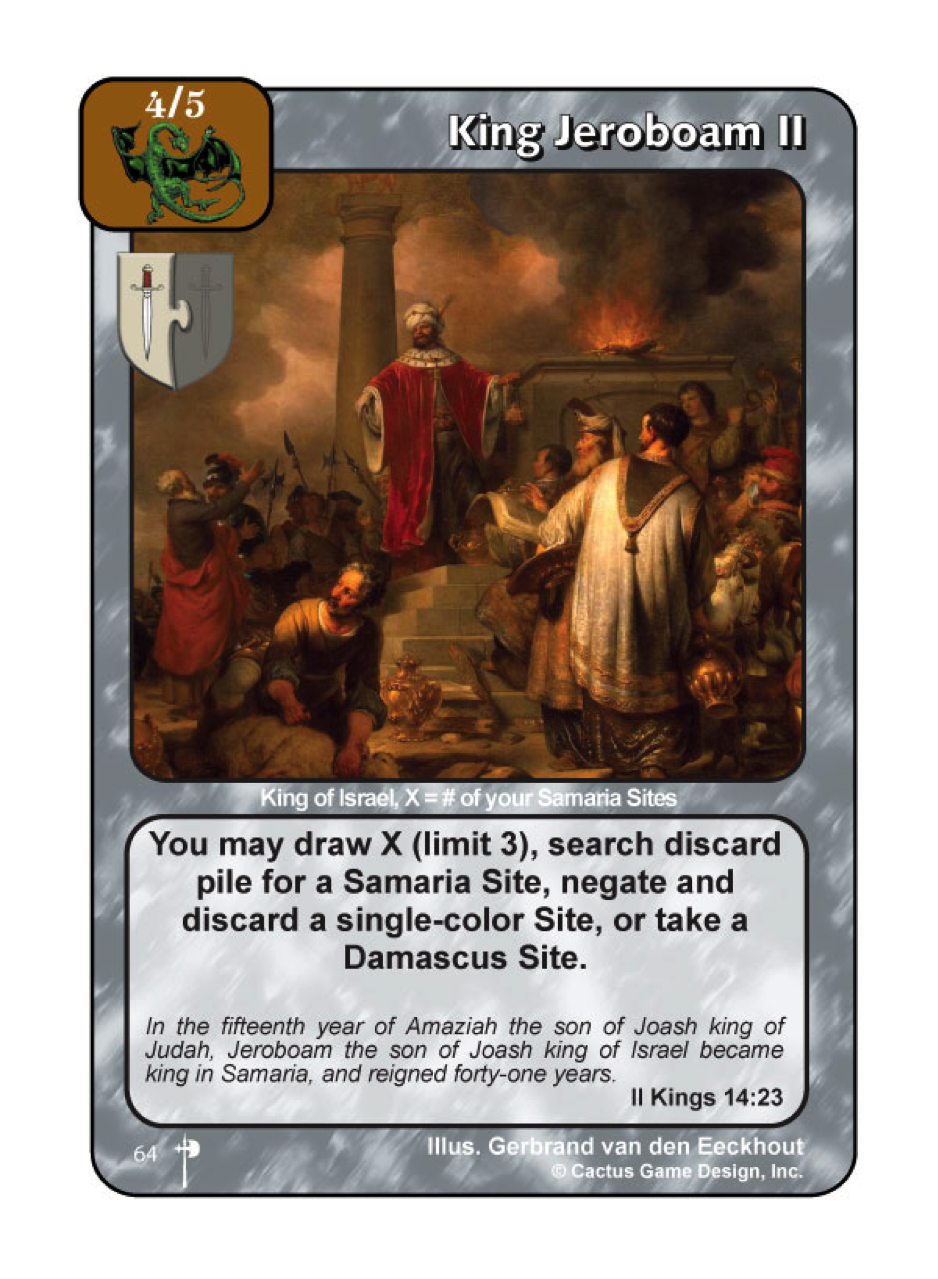 4/5
King Jeroboam II
King of Israel, X = # of your Samaria Sites
You may draw X (limit 3), search discard
pile for a Samaria Site, negate and
discard a single-color Site, or take a
Damascus Site.
In the fifteenth year of Amaziah the son of Joash king of
Judah, Jeroboam the son of Joash king of Israel became
king in Samaria, and reigned forty-one years.
II Kings 14:23
64
Illus. Gerbrand van den Eeckhout
© Cactus Game Design, Inc.